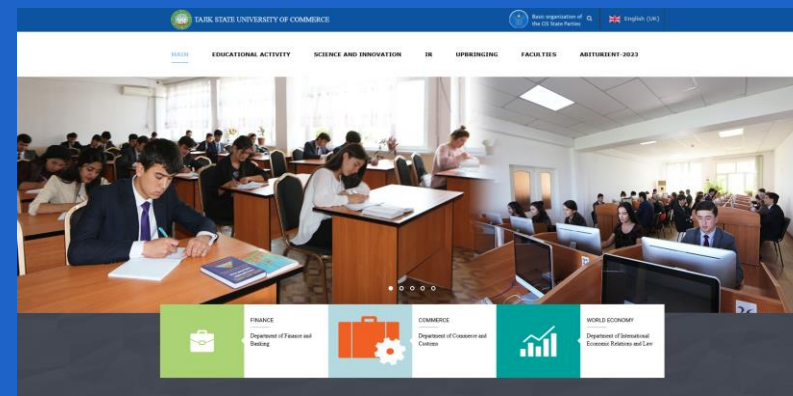 TAJIK STATE UNIVERSITY OF COMMERCE
Basic organization of
the CIS State Parties
English (UK)
MAIN
EDUCATIONAL ACTIVITY
SCIENCE AND INNOVATION
IR
UPBRINGING
FACULTIES
ABITURIENT-2023
FINANCE
Department of Finance and
Banking
COMMERCE
Department of Commerce and
Customs
WORLD ECONOMY
Department of International
Economic Relations and Law